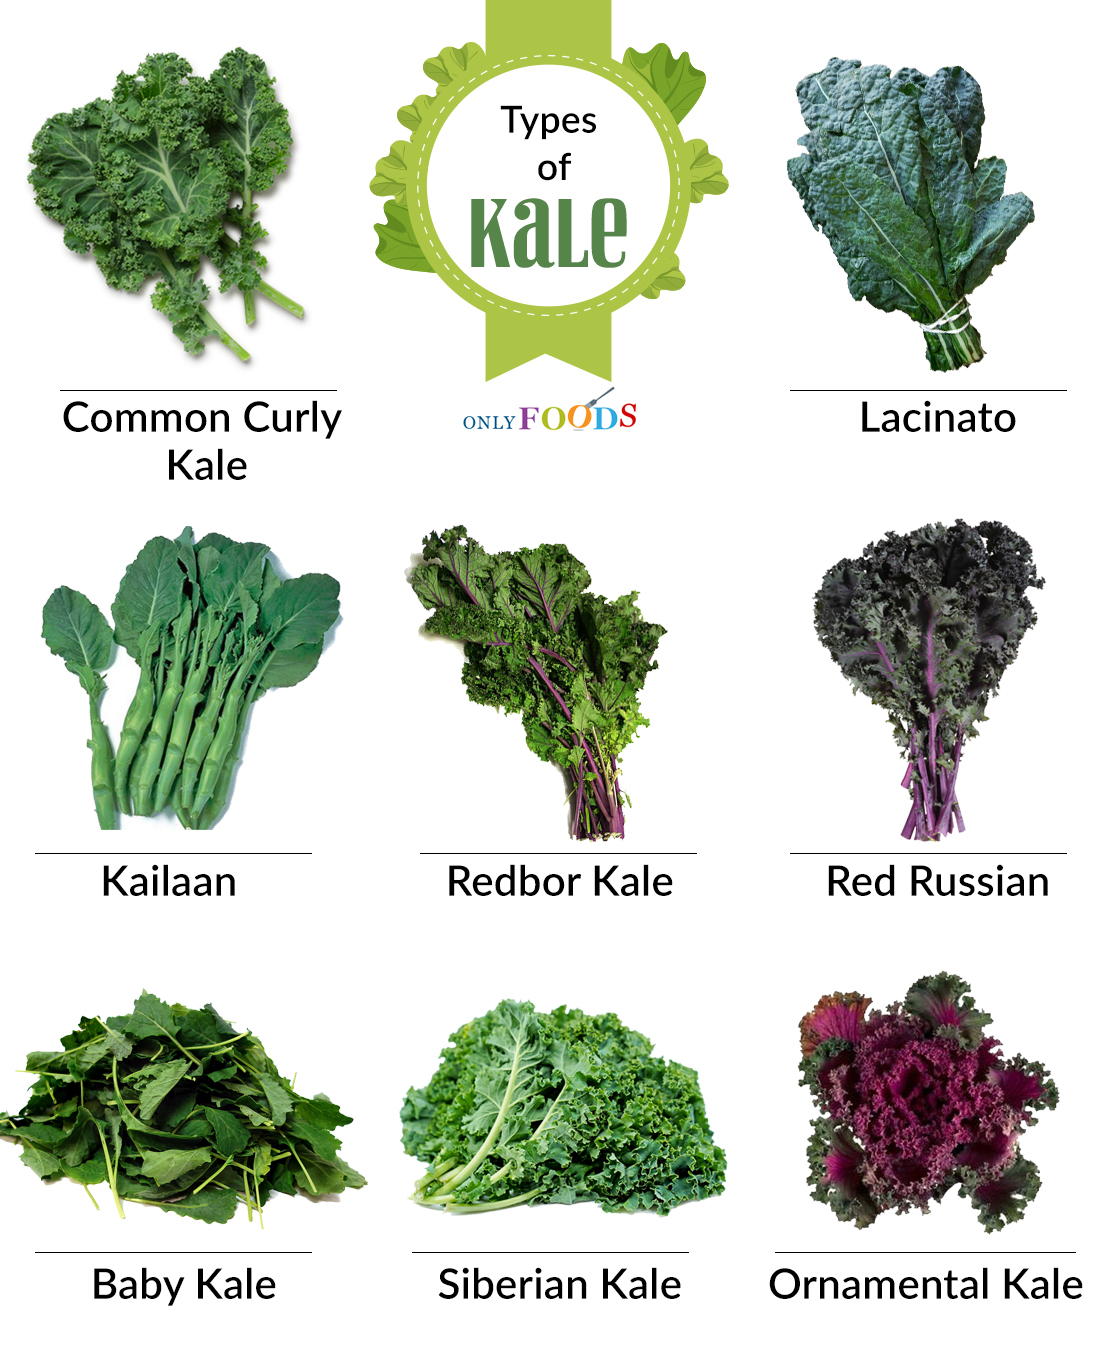 Types
of
Kale
ONLY FOODS
Common Curly
Kale
Lacinato
Kailaan
Redbor Kale
Red Russian
Baby Kale
Siberian Kale
Ornamental Kale